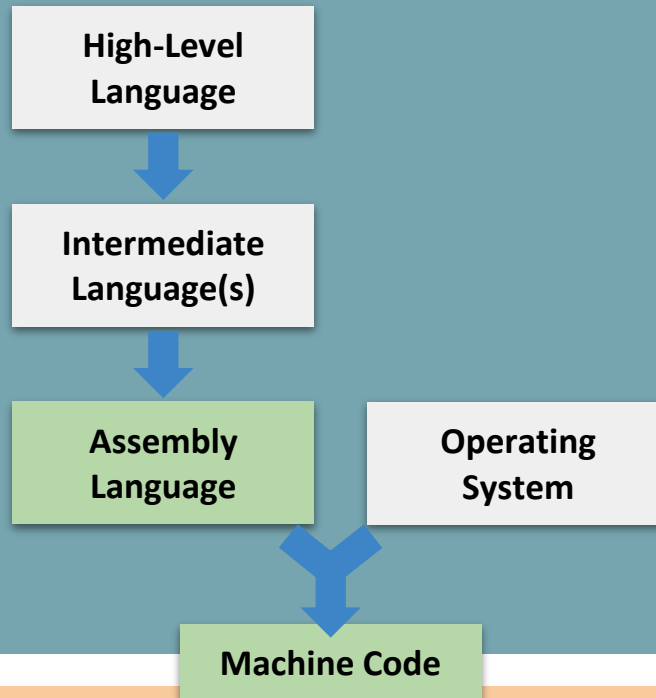 High-Level
Language
Intermediate
Language(s)
Assembly
Language
Operating
System
Machine Code